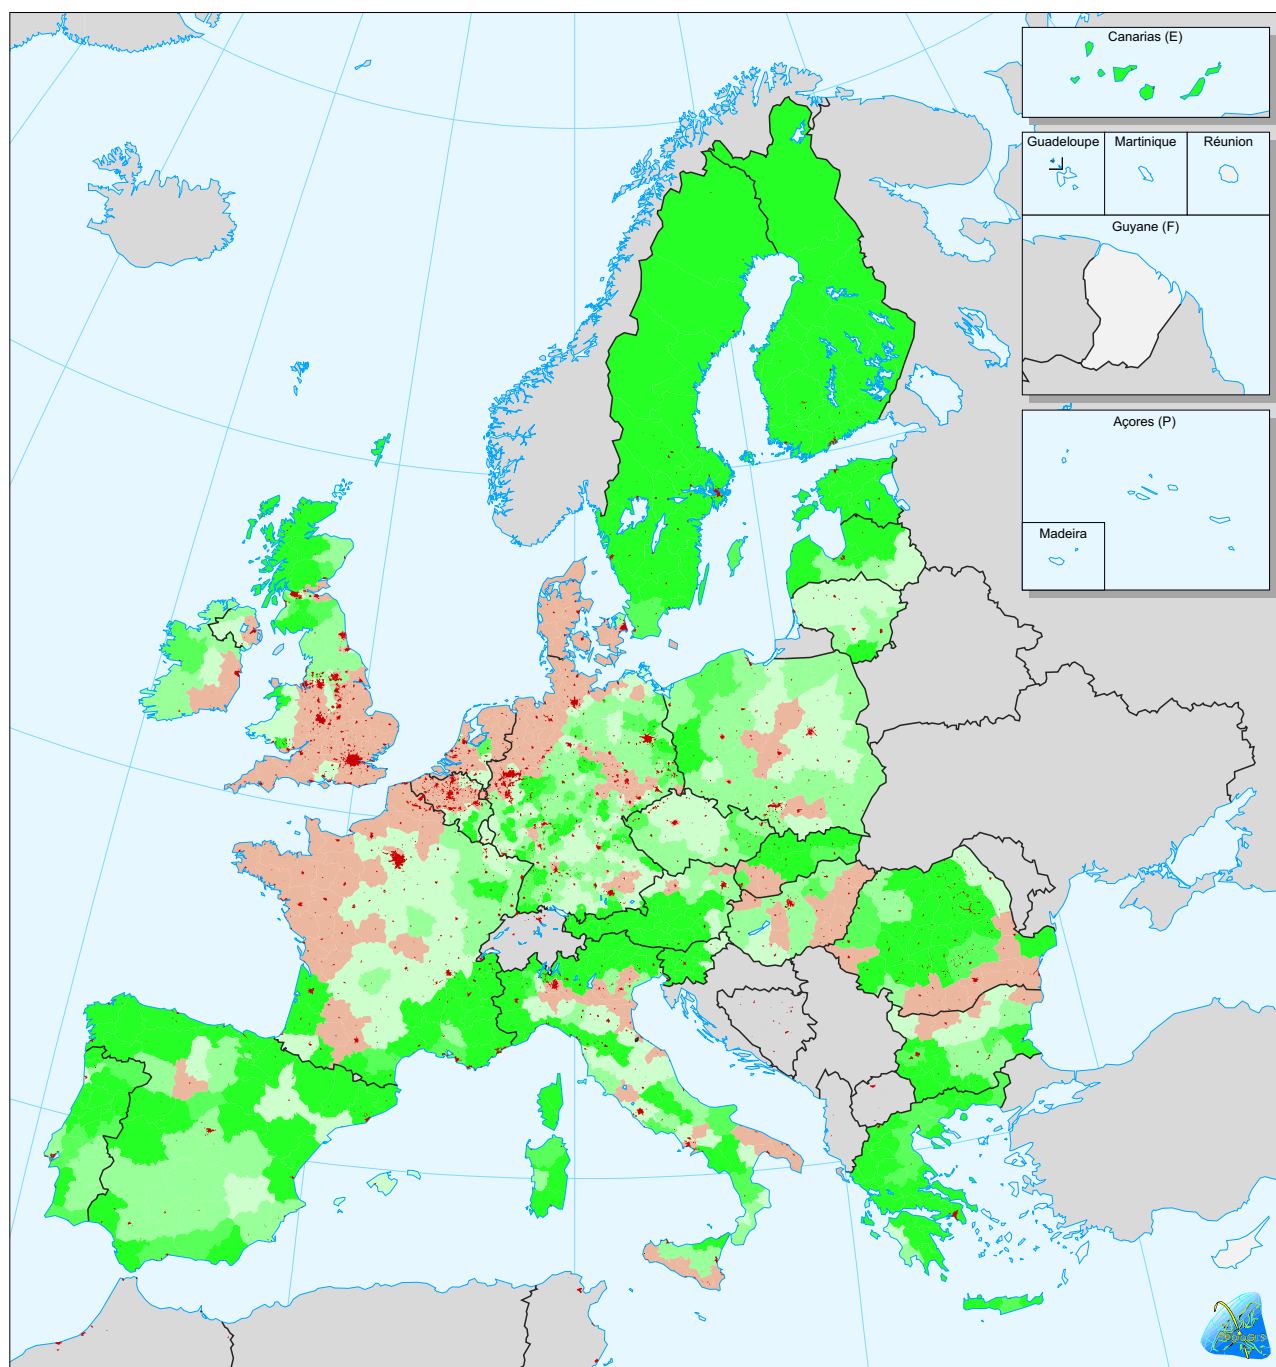 Canarias (E)
Guadeloupe
Martinique
Réunion
Guyane (F)
Açores (P)
Madeira